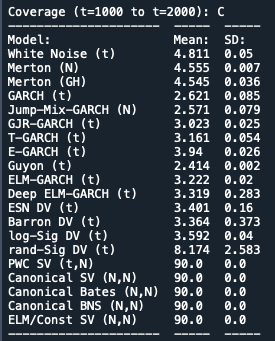 Coverage (t=1000 to t=2000): C
--------------------- ----- -----
Model: Mean: SD:
White Noise (t) 4.811 0.05
Merton (N) 4.555 0.007
Merton (GH) 4.545 0.036
GARCH (t) 2.621 0.085
Jump-Mix-GARCH (N) 2.571 0.079
GJR-GARCH (t) 3.023 0.025
T-GARCH (t) 3.161 0.054
E-GARCH (t) 3.94 0.026
Guyon (t) 2.414 0.002
ELM-GARCH (t) 3.222 0.02
Deep ELM-GARCH (t) 3.319 0.283
ESN DV (t) 3.401 0.16
Barron DV (t) 3.364 0.373
log-Sig DV (t) 3.592 0.04
rand-Sig DV (t) 8.174 2.583
PWC SV (t,N) 90.0 0.0
Canonical SV (N,N) 90.0 0.0
Canonical Bates (N,N) 90.0 0.0
Canonical BNS (N,N) 90.0 0.0
ELM/Const SV (N,N) 90.0 0.0
--------------------- ----- -----